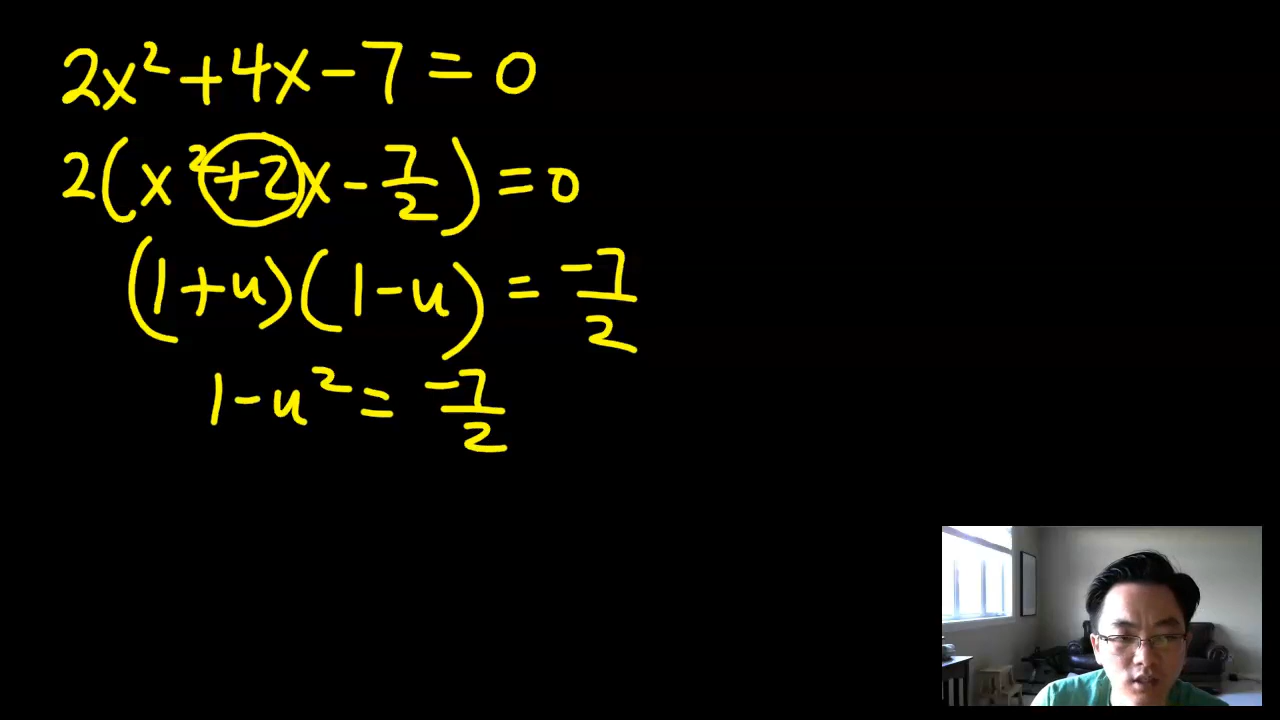 2x² + 4x - 7 = 0
2(x² + 2x - 7/2) = 0
(1 + u)(1 - u) = -7/2
1 - u² = -7/2